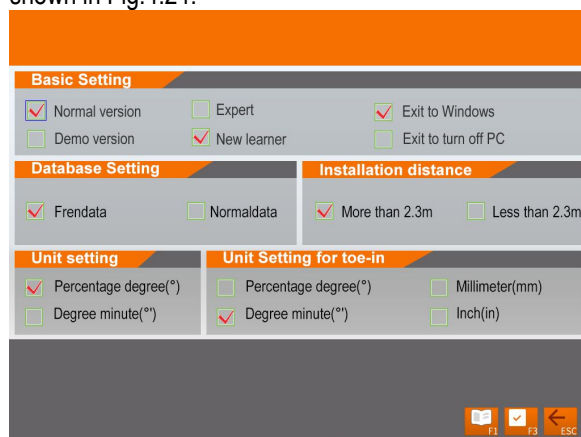 shown in Fig.4.21.
Basic Setting
Normal version Expert Exit to Windows
Demo version New learner Exit to turn off PC
Database Setting Installation distance
Frendata Normaldata More than 2.3m Less than 2.3m
Unit setting Unit Setting for toe-in
Percentage degree(°) Percentage degree(°) Millimeter(mm)
Degree minute(°') Degree minute(°') Inch(in)
F1 F3 ESC